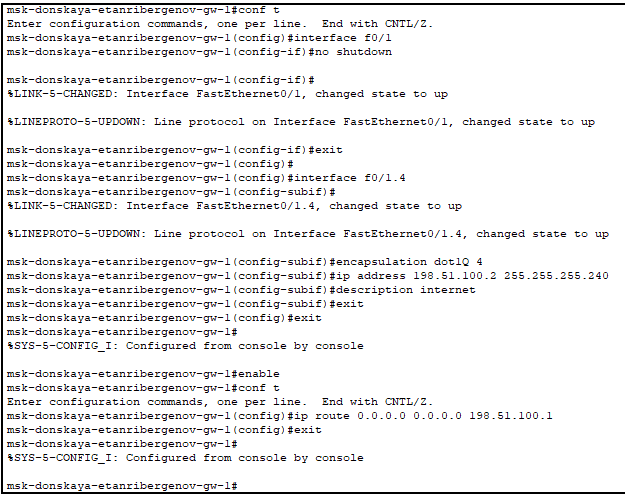 msk-donskaya-etanribergenov-gw-1#conf t
Enter configuration commands, one per line.  End with CNTL/Z.
msk-donskaya-etanribergenov-gw-1(config)#interface f0/1
msk-donskaya-etanribergenov-gw-1(config-if)#no shutdown

msk-donskaya-etanribergenov-gw-1(config-if)#
%LINK-5-CHANGED: Interface FastEthernet0/1, changed state to up

%LINEPROTO-5-UPDOWN: Line protocol on Interface FastEthernet0/1, changed state to up

msk-donskaya-etanribergenov-gw-1(config-if)#exit
msk-donskaya-etanribergenov-gw-1(config)#
msk-donskaya-etanribergenov-gw-1(config)#interface f0/1.4
msk-donskaya-etanribergenov-gw-1(config-subif)#
%LINK-5-CHANGED: Interface FastEthernet0/1.4, changed state to up

%LINEPROTO-5-UPDOWN: Line protocol on Interface FastEthernet0/1.4, changed state to up

msk-donskaya-etanribergenov-gw-1(config-subif)#encapsulation dot1Q 4
msk-donskaya-etanribergenov-gw-1(config-subif)#ip address 198.51.100.2 255.255.255.240
msk-donskaya-etanribergenov-gw-1(config-subif)#description internet
msk-donskaya-etanribergenov-gw-1(config-subif)#exit
msk-donskaya-etanribergenov-gw-1(config)#exit
msk-donskaya-etanribergenov-gw-1#
%SYS-5-CONFIG_I: Configured from console by console

msk-donskaya-etanribergenov-gw-1#enable
msk-donskaya-etanribergenov-gw-1#conf t
Enter configuration commands, one per line.  End with CNTL/Z.
msk-donskaya-etanribergenov-gw-1(config)#ip route 0.0.0.0 0.0.0.0 198.51.100.1
msk-donskaya-etanribergenov-gw-1(config)#exit
msk-donskaya-etanribergenov-gw-1#
%SYS-5-CONFIG_I: Configured from console by console

msk-donskaya-etanribergenov-gw-1#